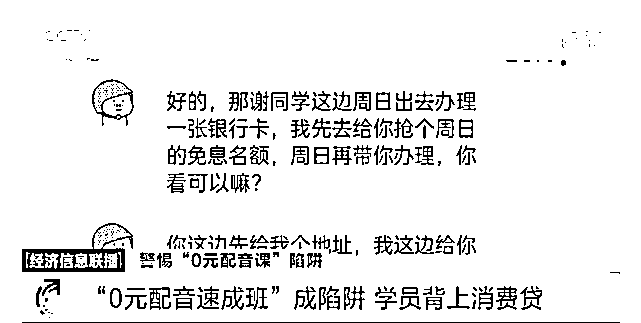 CCTV
好的，那谢同学这边周日出去办理
一张银行卡，我先去给你抢个周日
的免息名额，周日再带你办理，你
看可以嘛？
你这边先给我个地址，我这边给你
[经济信息联播] 警惕“0元配音课”陷阱
“0元配音速成班”成陷阱 学员背上消费贷